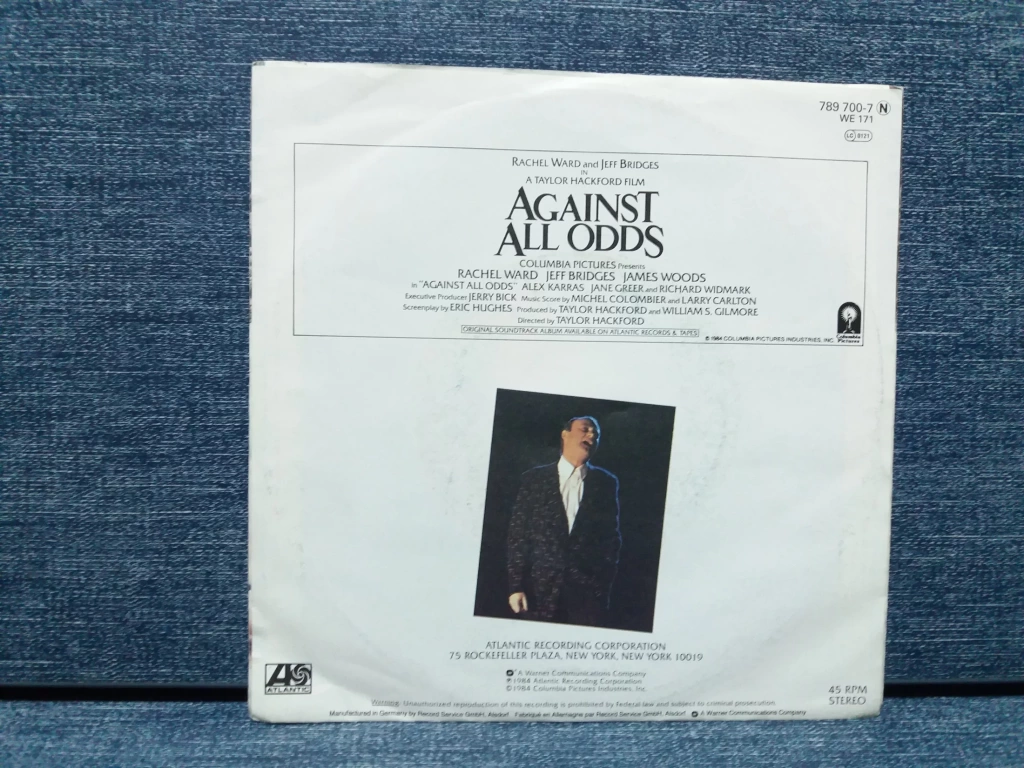 789 700-7 N
WE 171
LC 0121
RACHEL WARD and JEFF BRIDGES
IN
A TAYLOR HACKFORD FILM
AGAINST
ALL ODDS
COLUMBIA PICTURES Presents
RACHEL WARD JEFF BRIDGES JAMES WOODS
in "AGAINST ALL ODDS" ALEX KARRAS JANE GREER and RICHARD WIDMARK
Executive Producer JERRY BICK Music Score by MICHEL COLOMBIER and LARRY CARLTON
Screenplay by ERIC HUGHES Produced by TAYLOR HACKFORD and WILLIAM S. GILMORE
Directed by TAYLOR HACKFORD
ORIGINAL SOUNDTRACK ALBUM AVAILABLE ON ATLANTIC RECORDS & TAPES
© 1984 COLUMBIA PICTURES INDUSTRIES, INC.
Columbia
Pictures
ATLANTIC RECORDING CORPORATION
75 ROCKEFELLER PLAZA, NEW YORK, NEW YORK 10019
A Warner Communications Company
℗ 1984 Atlantic Recording Corporation
© 1984 Columbia Pictures Industries, Inc.
ATLANTIC
45 RPM
STEREO
Warning: Unauthorized reproduction of this recording is prohibited by Federal law and subject to criminal prosecution.
Manufactured in Germany by Record Service GmbH, Alsdorf · Fabriqué en Allemagne par Record Service GmbH, Alsdorf A Warner Communications Company